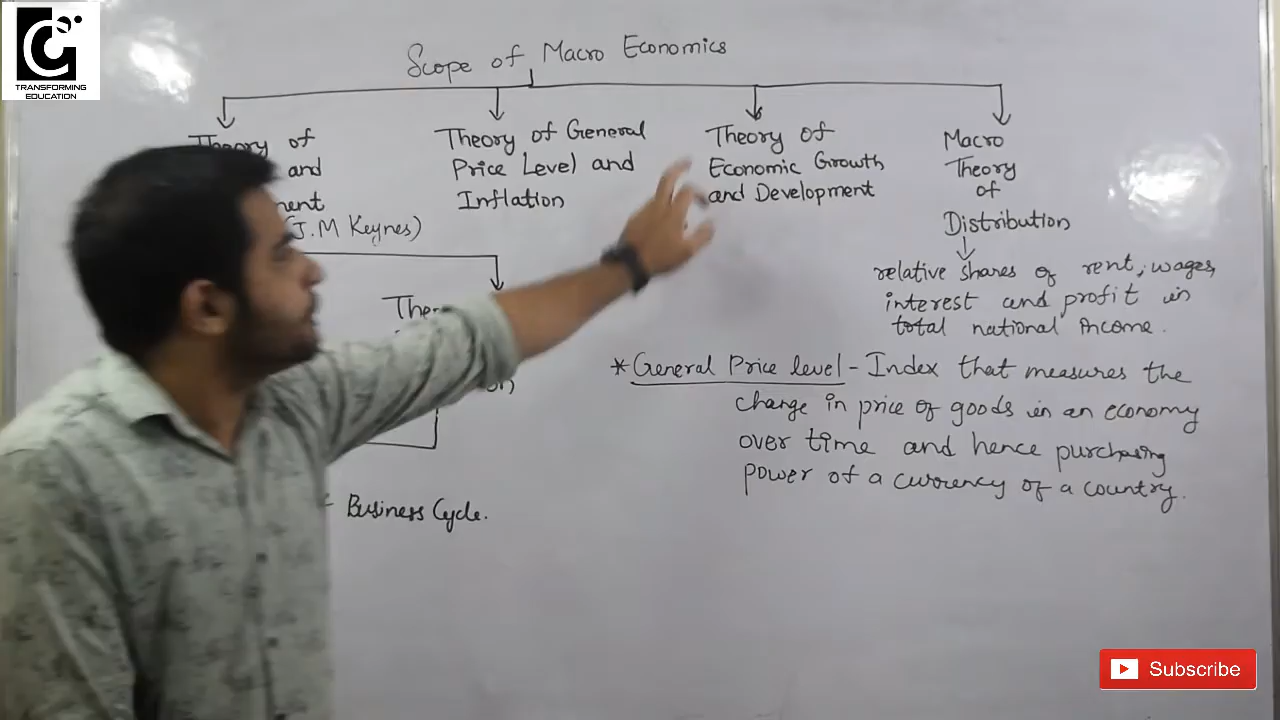 TRANSFORMING
EDUCATION
Scope of Macro Economics
Theory of
and
(J.M Keynes)
Theory of General
Price Level and
Inflation
Theory of
Economic Growth
and Development
Macro
Theory
of
Distribution
relative shares of rent, wages,
interest and profit in
total national income.
* General Price level - Index that measures the
change in price of goods in an economy
over time and hence purchasing
power of a currency of a country.
Business Cycle.
Subscribe